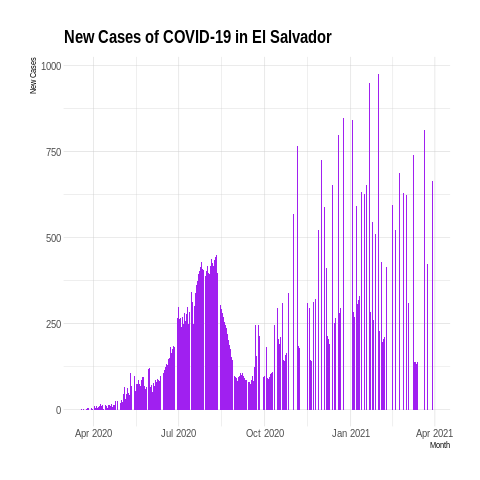 New Cases of COVID-19 in El Salvador
New Cases
1000
750
500
250
0
Apr 2020
Jul 2020
Oct 2020
Jan 2021
Apr 2021
Month